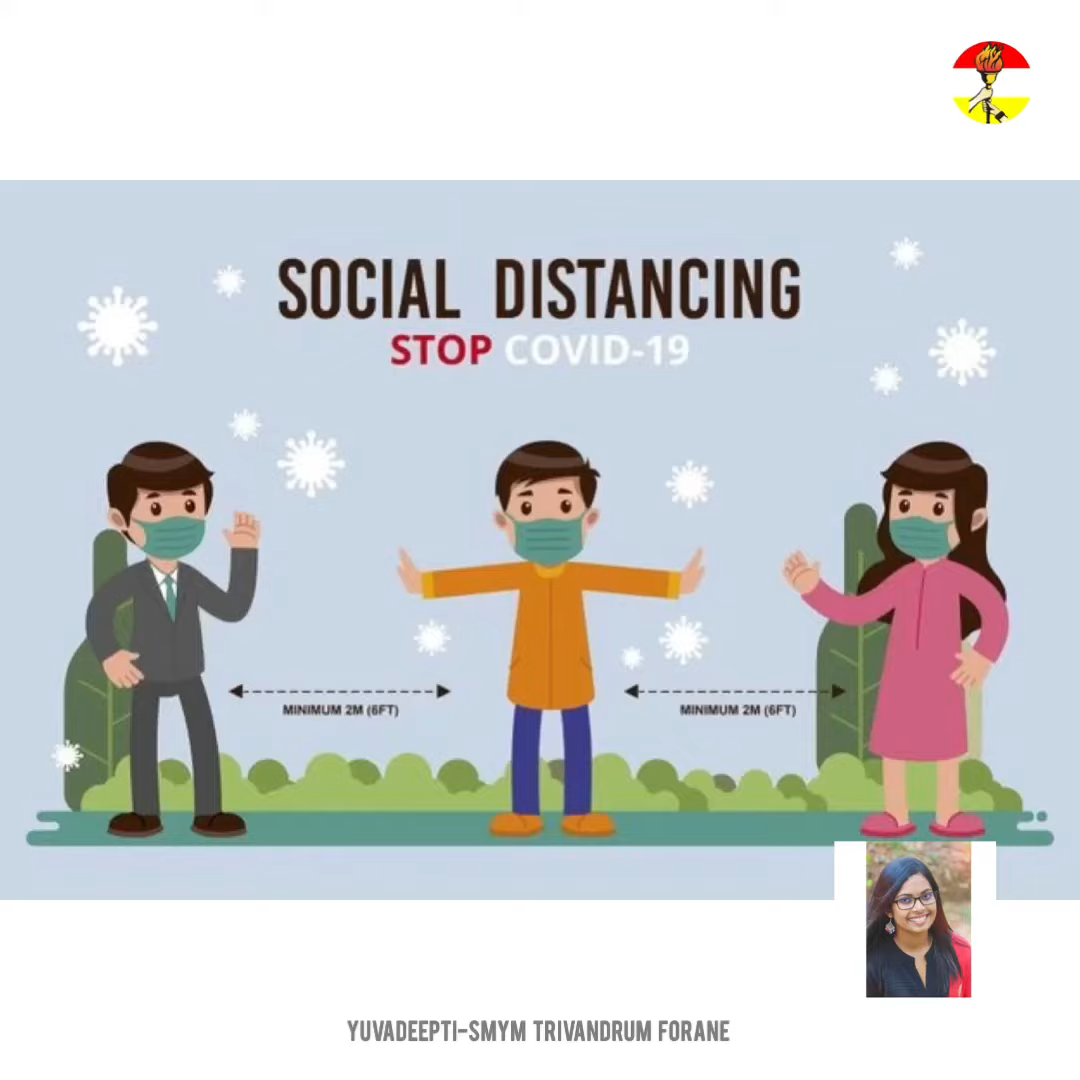 SOCIAL DISTANCING
STOP COVID-19
MINIMUM 2M (6FT)
MINIMUM 2M (6FT)
YUVADEEPTI-SMYM TRIVANDRUM FORANE